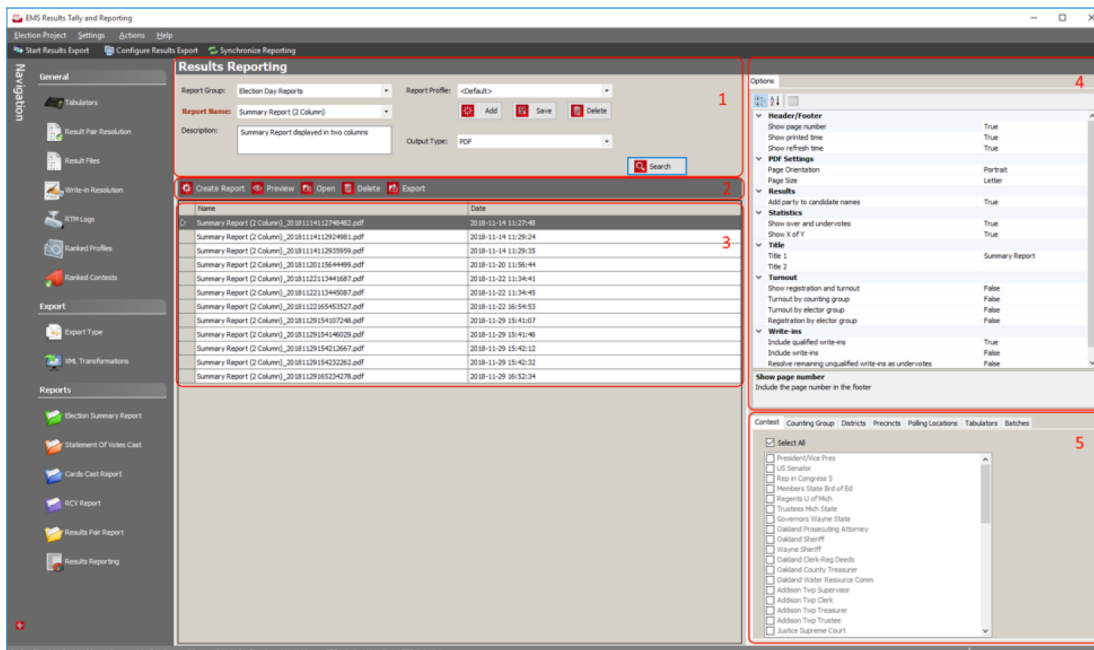 EMS Results Tally and Reporting
Election Project Settings Actions Help
Start Results Export Configure Results Export Synchronize Reporting
Navigation
General
Tabulators
Result Pair Resolution
Result Files
Write-in Resolution
RTM Logs
Ranked Profiles
Ranked Contests
Export
Export Type
XML Transformations
Reports
Election Summary Report
Statement Of Votes Cast
Cards Cast Report
RCV Report
Results Pair Report
Results Reporting
Results Reporting
Report Group: Election Day Reports Report Profile: <Default>
1
Report Name: Summary Report (2 Column) Add Save Delete
Description: Summary Report displayed in two columns
Output Type: PDF
Search
Create Report Preview Open Delete Export 2
Name Date
Summary Report (2 Column)_20181114112748482.pdf 2018-11-14 11:27:48
Summary Report (2 Column)_20181114112924981.pdf 2018-11-14 11:29:24
3
Summary Report (2 Column)_20181114112935959.pdf 2018-11-14 11:29:35
Summary Report (2 Column)_20181120115644499.pdf 2018-11-20 11:56:44
Summary Report (2 Column)_20181122113441687.pdf 2018-11-22 11:34:41
Summary Report (2 Column)_20181122113445087.pdf 2018-11-22 11:34:45
Summary Report (2 Column)_20181122165453527.pdf 2018-11-22 16:54:53
Summary Report (2 Column)_20181129154107248.pdf 2018-11-29 15:41:07
Summary Report (2 Column)_20181129154146029.pdf 2018-11-29 15:41:46
Summary Report (2 Column)_20181129154212667.pdf 2018-11-29 15:42:12
Summary Report (2 Column)_20181129154232262.pdf 2018-11-29 15:42:32
Summary Report (2 Column)_20181129165234278.pdf 2018-11-29 16:52:34
Options
4
Header/Footer
Show page number True
Show printed time True
Show refresh time True
PDF Settings
Page Orientation Portrait
Page Size Letter
Results
Add party to candidate names True
Statistics
Show over and undervotes True
Show X of Y True
Title
Title 1 Summary Report
Title 2
Turnout
Show registration and turnout False
Turnout by counting group False
Turnout by elector group False
Registration by elector group False
Write-ins
Include qualified write-ins True
Include write-ins False
Resolve remaining unqualified write-ins as undervotes False
Show page number
Include the page number in the footer
Contest Counting Group Districts Precincts Polling Locations Tabulators Batches
Select All
5
President/Vice Pres
US Senator
Rep in Congress 5
Members State Brd of Ed
Regents U of Mich
Trustees Mich State
Governors Wayne State
Oakland Prosecuting Attorney
Oakland Sheriff
Wayne Sheriff
Oakland Clerk-Reg Deeds
Oakland County Treasurer
Oakland Water Resource Comm
Addison Twp Supervisor
Addison Twp Clerk
Addison Twp Treasurer
Addison Twp Trustee
Justice Supreme Court